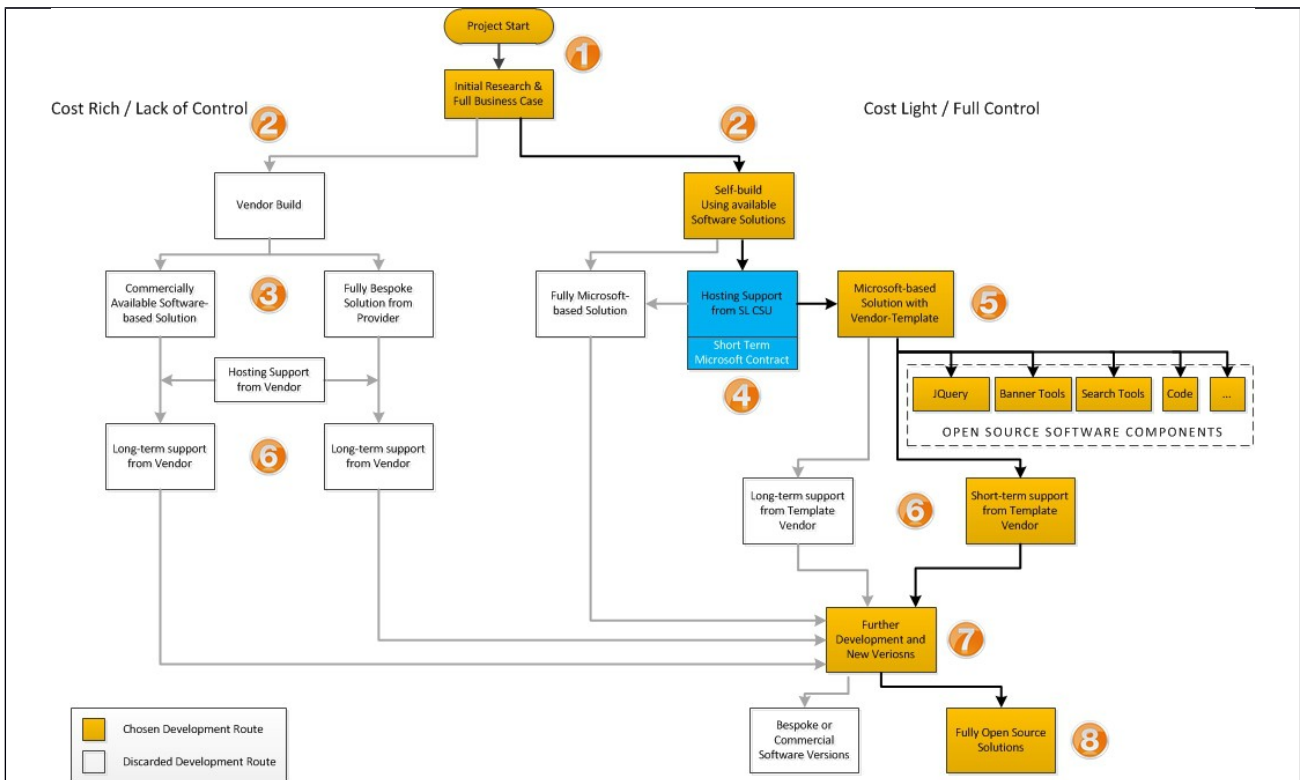 Project Start
1
Initial Research &
Full Business Case
Cost Rich / Lack of Control
Cost Light / Full Control
2
2
Vendor Build
Self-build
Using available
Software Solutions
Commercially
Available Software-
based Solution
3
Fully Bespoke
Solution from
Provider
Fully Microsoft-
based Solution
Hosting Support
from SL CSU
Short Term
Microsoft Contract
4
Microsoft-based
Solution with
Vendor-Template
5
Hosting Support
from Vendor
JQuery
Banner Tools
Search Tools
Code
...
OPEN SOURCE SOFTWARE COMPONENTS
Long-term support
from Vendor
6
Long-term support
from Vendor
Long-term support
from Template
Vendor
6
Short-term support
from Template
Vendor
Further
Development and
New Veriosns
7
Bespoke or
Commercial
Software Versions
Fully Open Source
Solutions
8
Chosen Development Route
Discarded Development Route